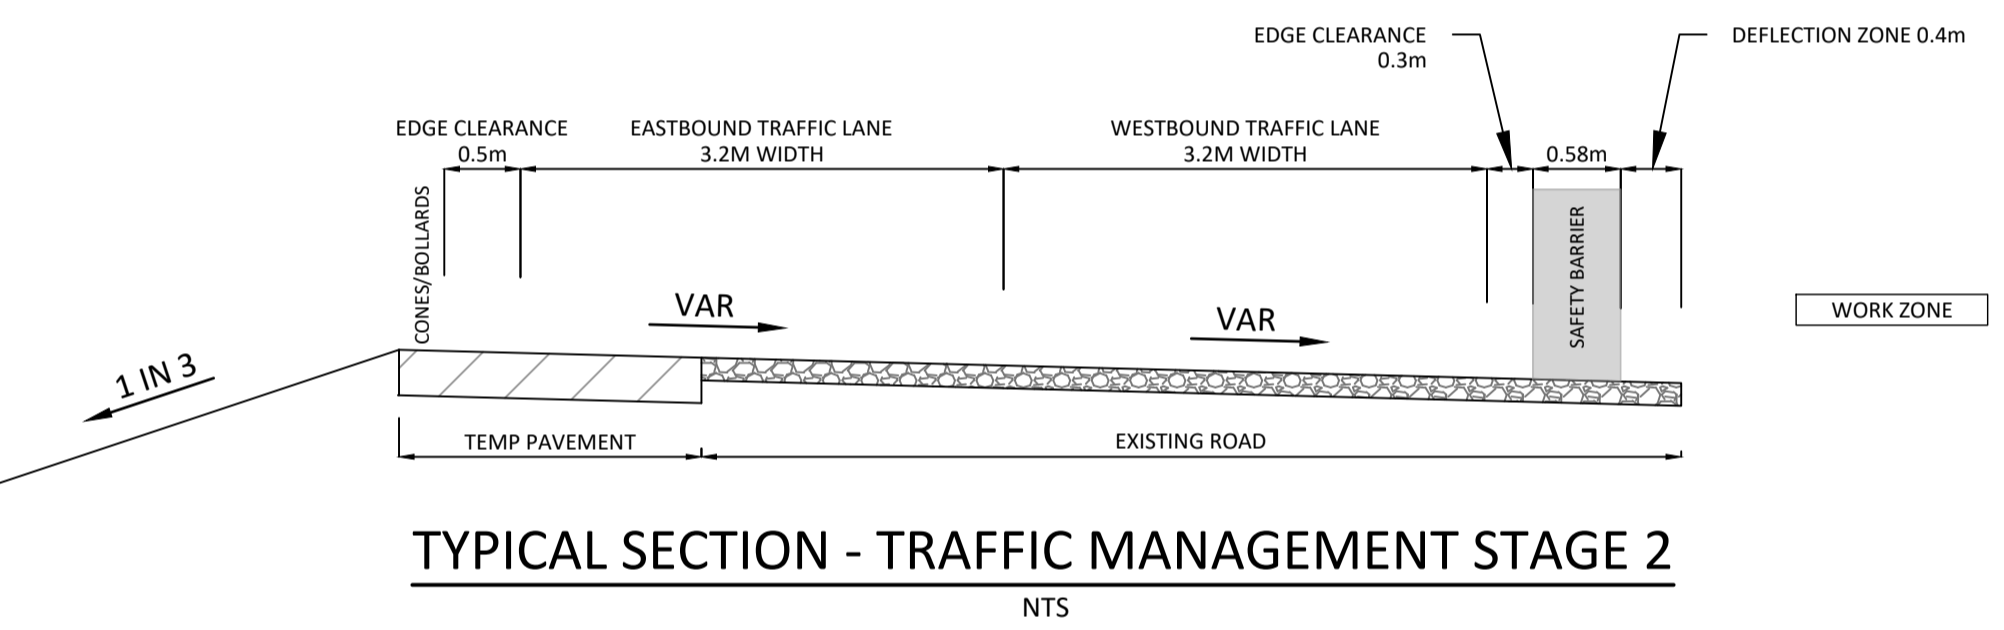 EDGE CLEARANCE
0.3m
DEFLECTION ZONE 0.4m
EDGE CLEARANCE
0.5m
EASTBOUND TRAFFIC LANE
3.2M WIDTH
WESTBOUND TRAFFIC LANE
3.2M WIDTH
0.58m
CONES/BOLLARDS
SAFETY BARRIER
VAR
VAR
WORK ZONE
1 IN 3
TEMP PAVEMENT
EXISTING ROAD
TYPICAL SECTION - TRAFFIC MANAGEMENT STAGE 2
NTS